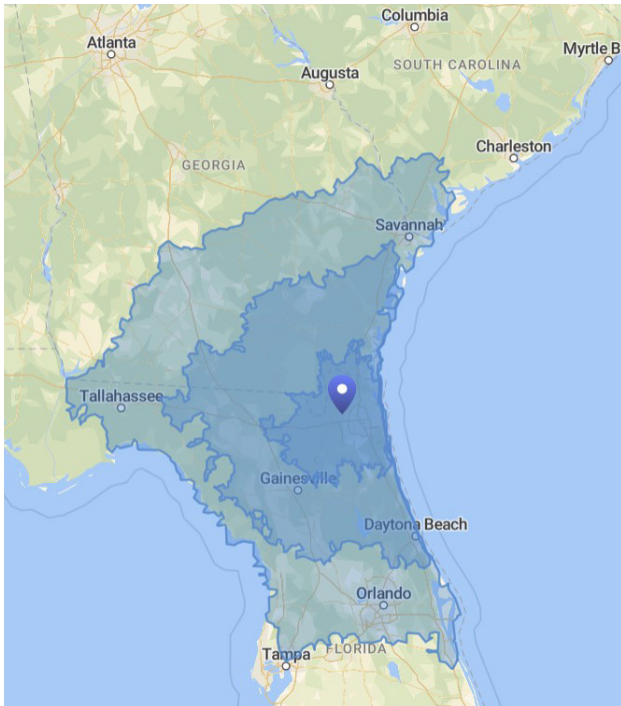 Columbia
Atlanta
Myrtle B
SOUTH CAROLINA
Augusta
Charleston
GEORGIA
Savannah
Tallahassee
Gainesville
Daytona Beach
Orlando
FLORIDA
Tampa